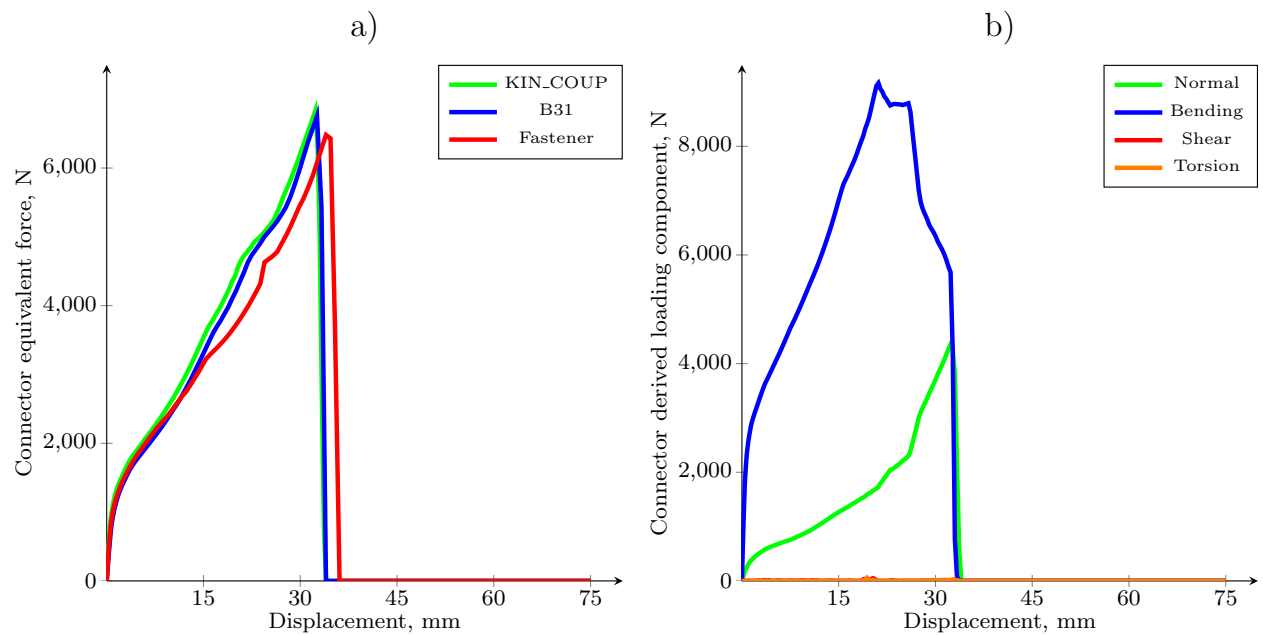 a)
KIN_COUP
B31
Fastener
Connector equivalent force, N
6,000
4,000
2,000
0
15 30 45 60 75
Displacement, mm
b)
Normal
Bending
Shear
Torsion
Connector derived loading component, N
8,000
6,000
4,000
2,000
0
15 30 45 60 75
Displacement, mm